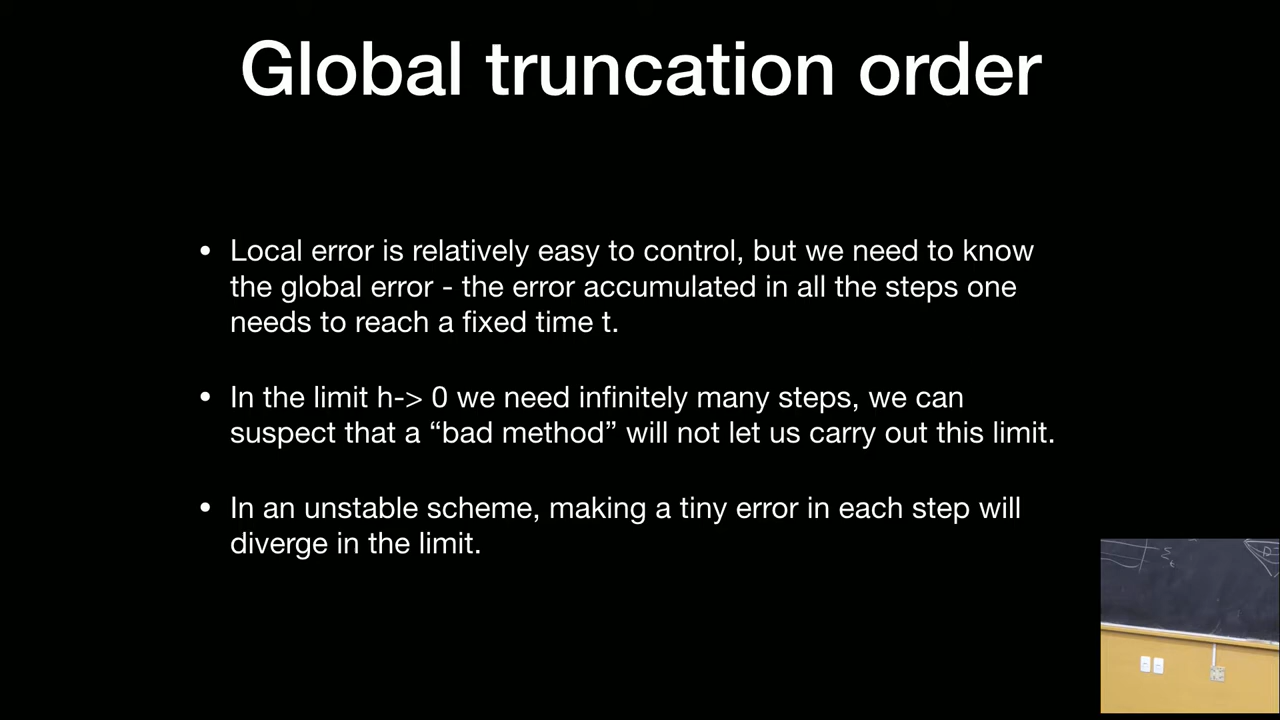 Global truncation order
• Local error is relatively easy to control, but we need to know
the global error - the error accumulated in all the steps one
needs to reach a fixed time t.
• In the limit h-> 0 we need infinitely many steps, we can
suspect that a “bad method” will not let us carry out this limit.
• In an unstable scheme, making a tiny error in each step will
diverge in the limit.